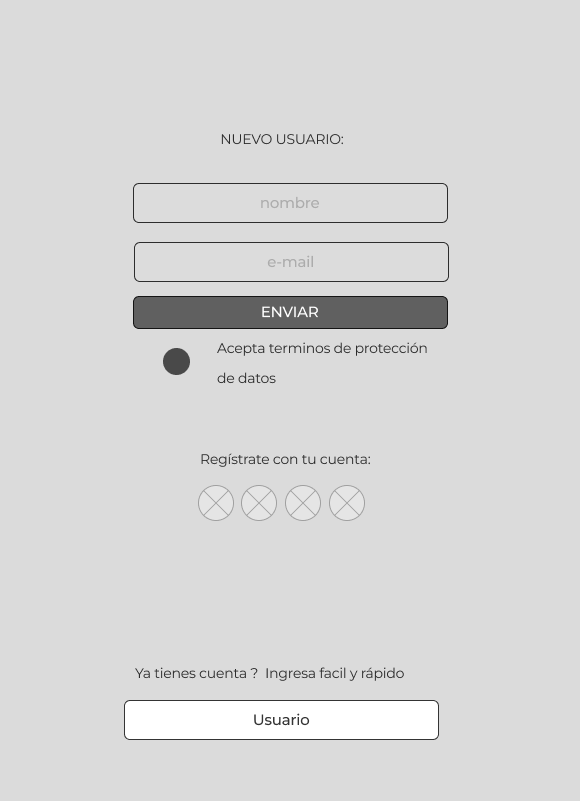 NUEVO USUARIO:
nombre
e-mail
ENVIAR
Acepta terminos de protección
de datos
Regístrate con tu cuenta:
Ya tienes cuenta ? Ingresa facil y rápido
Usuario